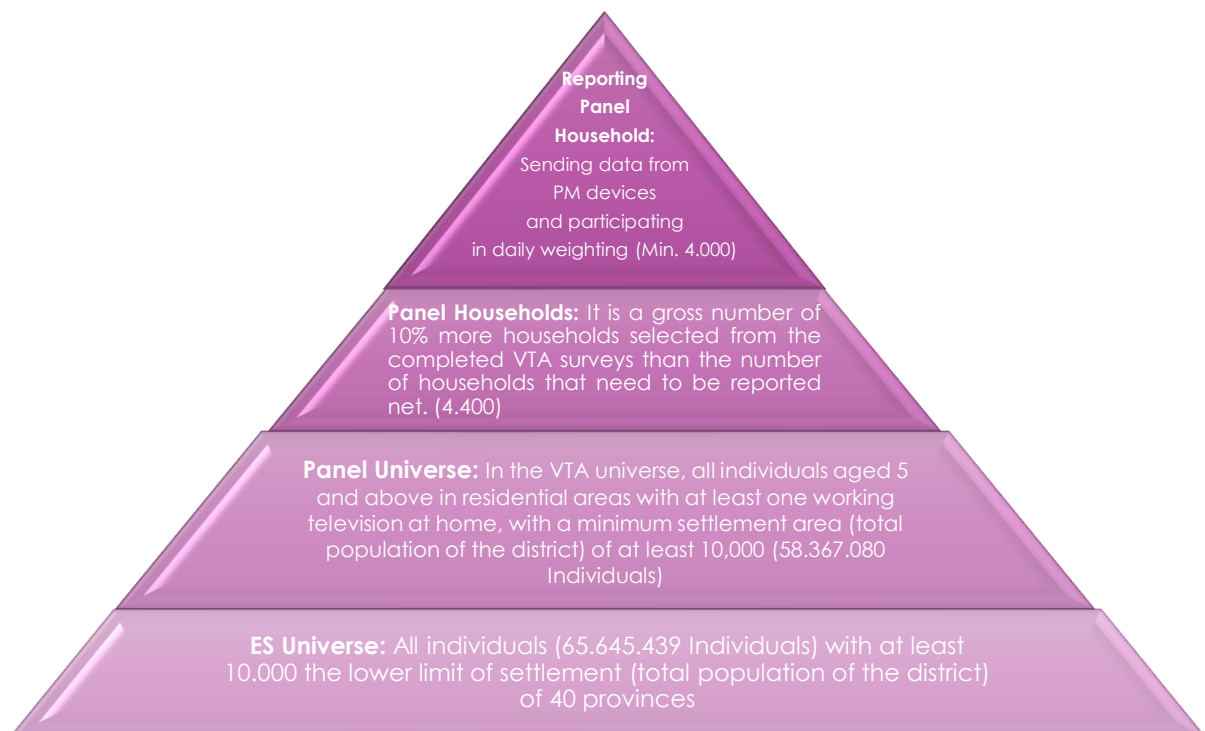 Reporting
Panel
Household:
Sending data from
PM devices
and participating
in daily weighting (Min. 4.000)
Panel Households: It is a gross number of
10% more households selected from the
completed VTA surveys than the number
of households that need to be reported
net. (4.400)
Panel Universe: In the VTA universe, all individuals aged 5
and above in residential areas with at least one working
television at home, with a minimum settlement area (total
population of the district) of at least 10,000 (58.367.080
Individuals)
ES Universe: All individuals (65.645.439 Individuals) with at least
10.000 the lower limit of settlement (total population of the district)
of 40 provinces